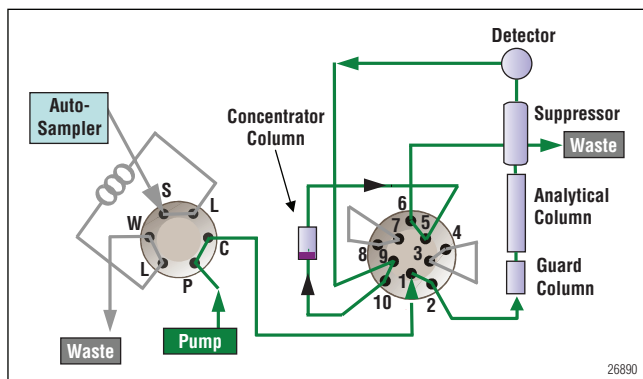 Detector
Auto-
Sampler
Concentrator
Column
Suppressor
Waste
Analytical
Column
Guard
Column
S
L
W
C
L
P
6
5
7
4
8
3
9
1
10
2
Pump
Waste
26890